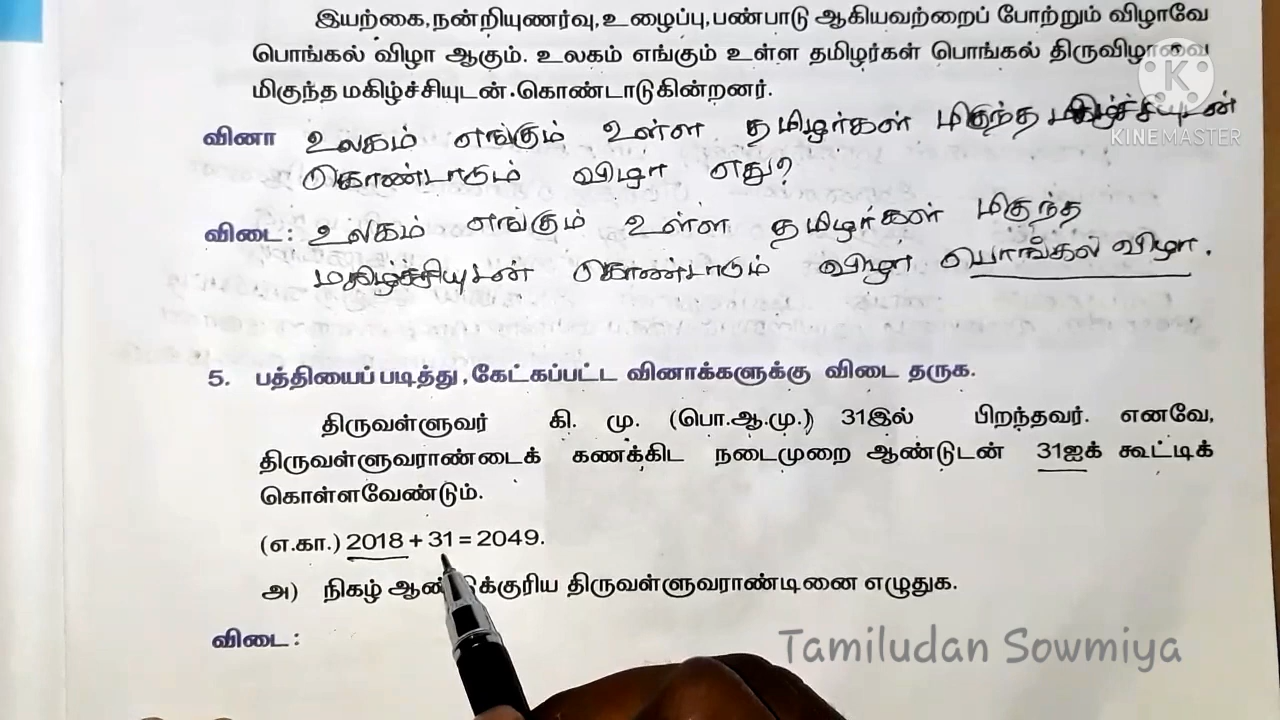 இயற்கை, நன்றியுணர்வு, உழைப்பு, பண்பாடு ஆகியவற்றைப் போற்றும் விழாவே
பொங்கல் விழா ஆகும். உலகம் எங்கும் உள்ள தமிழர்கள் பொங்கல் திருவிழாவை
மிகுந்த மகிழ்ச்சியுடன் கொண்டாடுகின்றனர்.
K
KINEMASTER
வினா உலகம் எங்கும் உள்ள தமிழர்கள் மிகுந்த மகிழ்ச்சியுடன்
கொண்டாடும் விழா எது?
விடை: உலகம் எங்கும் உள்ள தமிழர்கள் மிகுந்த
மகிழ்ச்சியுடன் கொண்டாடும் விழா பொங்கல் விழா.
5. பத்தியைப் படித்து, கேட்கப்பட்ட வினாக்களுக்கு விடை தருக.
திருவள்ளுவர் கி. மு. (பொ.ஆ.மு.) 31இல் பிறந்தவர். எனவே,
திருவள்ளுவராண்டைக் கணக்கிட நடைமுறை ஆண்டுடன் 31ஐக் கூட்டிக்
கொள்ளவேண்டும்.
(எ.கா.) 2018 + 31 = 2049.
அ) நிகழ் ஆண்டிக்குரிய திருவள்ளுவராண்டினை எழுதுக.
விடை:
Tamiludan Sowmiya